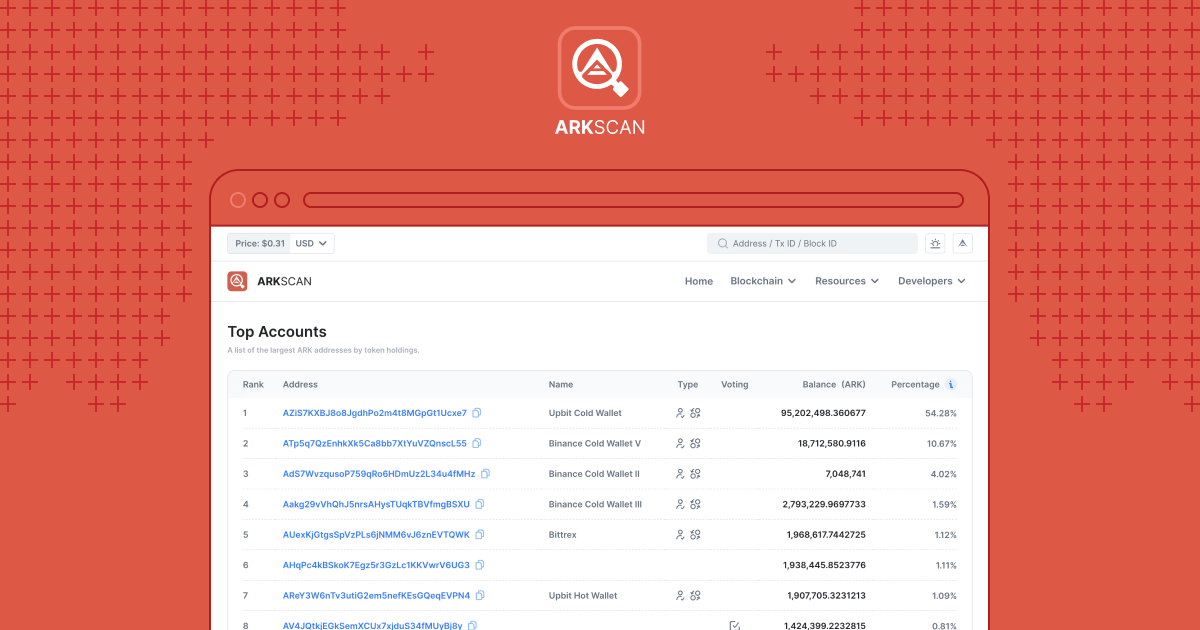 ARKSCAN
Price: $0.31 USD Address / Tx ID / Block ID
ARKSCAN Home Blockchain Resources Developers
Top Accounts
A list of the largest ARK addresses by token holdings.
Rank Address Name Type Voting Balance (ARK) Percentage i
1 AZiS7KXBJ8o8JgdhPo2m4t8MGpGt1Ucxe7 Upbit Cold Wallet 95,202,498.360677 54.28%
2 ATp5q7QzEnhkXk5Ca8bb7XtYuVZQnscL55 Binance Cold Wallet V 18,712,580.9116 10.67%
3 AdS7WvzqusoP759qRo6HDmUz2L34u4fMHz Binance Cold Wallet II 7,048,741 4.02%
4 Aakg29vVhQhJ5nrsAHysTUqkTBVfmgBSXU Binance Cold Wallet III 2,793,229.9697733 1.59%
5 AUexKjGtgsSpVzPLs6jNMM6vJ6znEVTQWK Bittrex 1,968,617.7442725 1.12%
6 AHqPc4kBSkoK7Egz5r3GzLc1KKVwrV6UG3 1,938,445.8523776 1.11%
7 AReY3W6nTv3utiG2em5nefKEsGQeqEVPN4 Upbit Hot Wallet 1,907,705.3231213 1.09%
8 AV4JQtkjEGkSemXCUx7xjduS34fMUyBj8y 1,424,399.2232815 0.81%